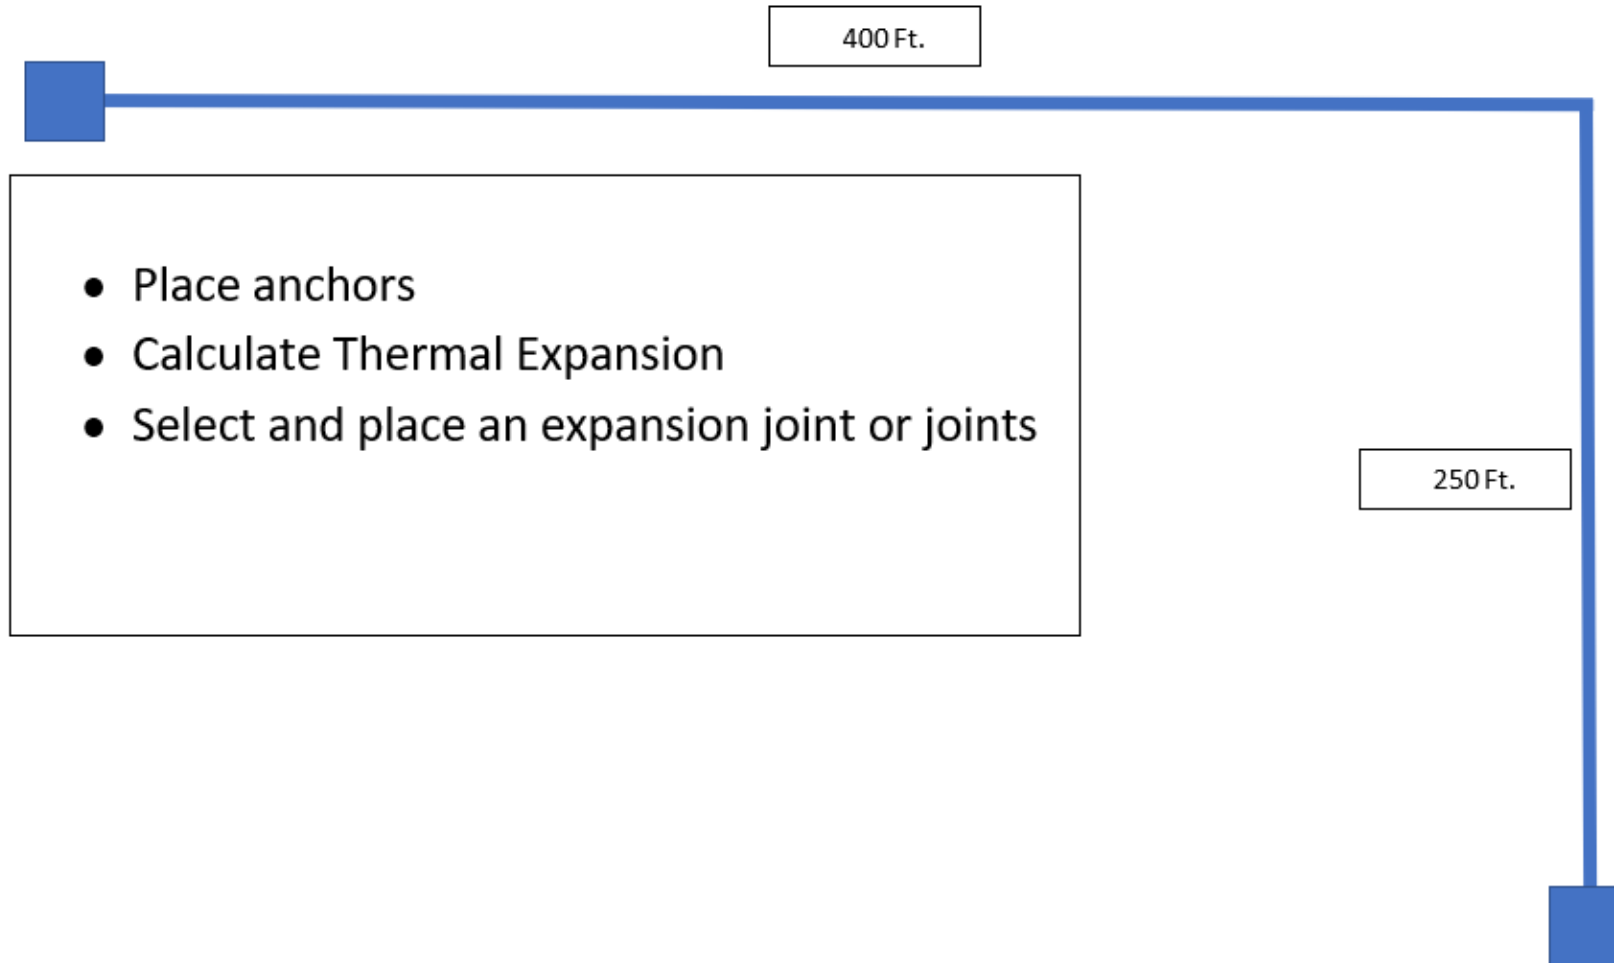 400 Ft.
● Place anchors
● Calculate Thermal Expansion
● Select and place an expansion joint or joints
250 Ft.